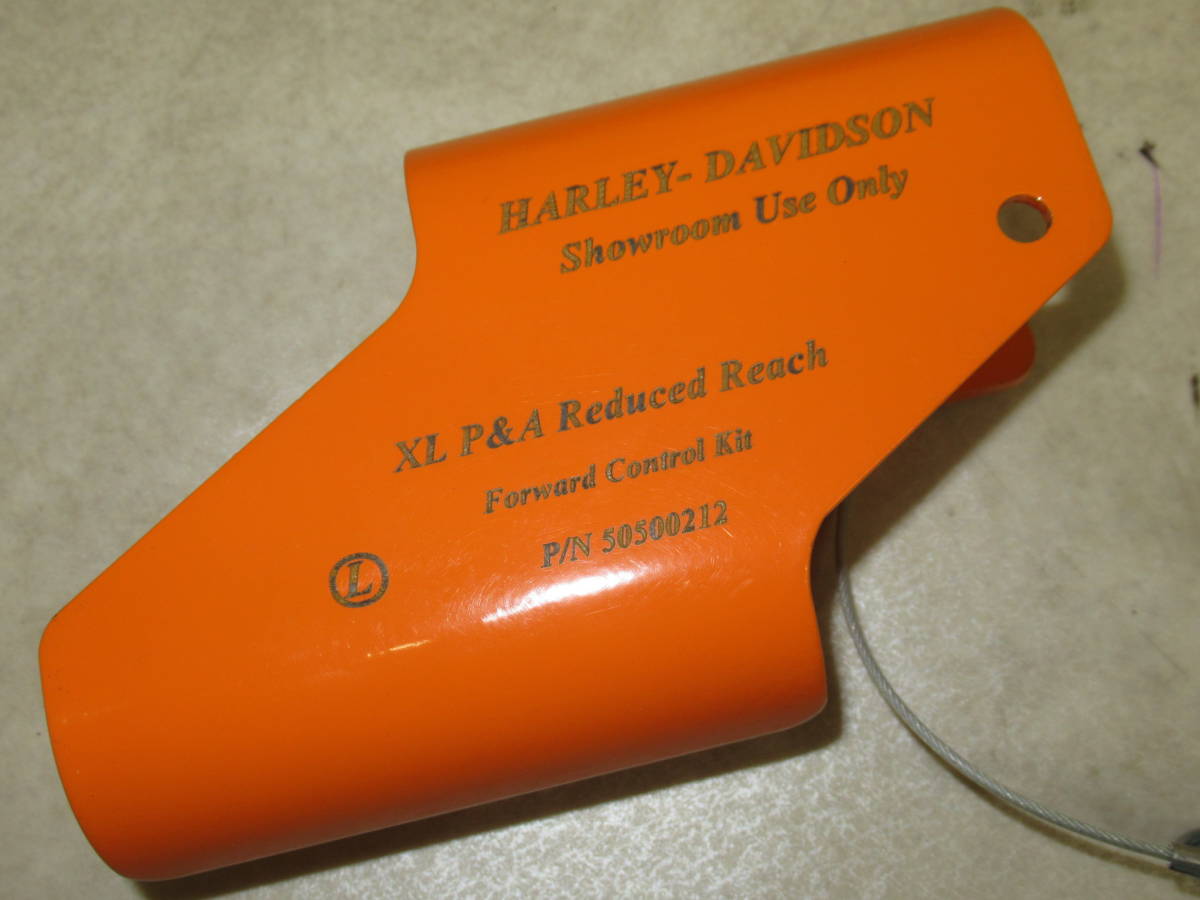 HARLEY- DAVIDSON
Showroom Use Only
XL P&A Reduced Reach
Forward Control Kit
P/N 50500212
L